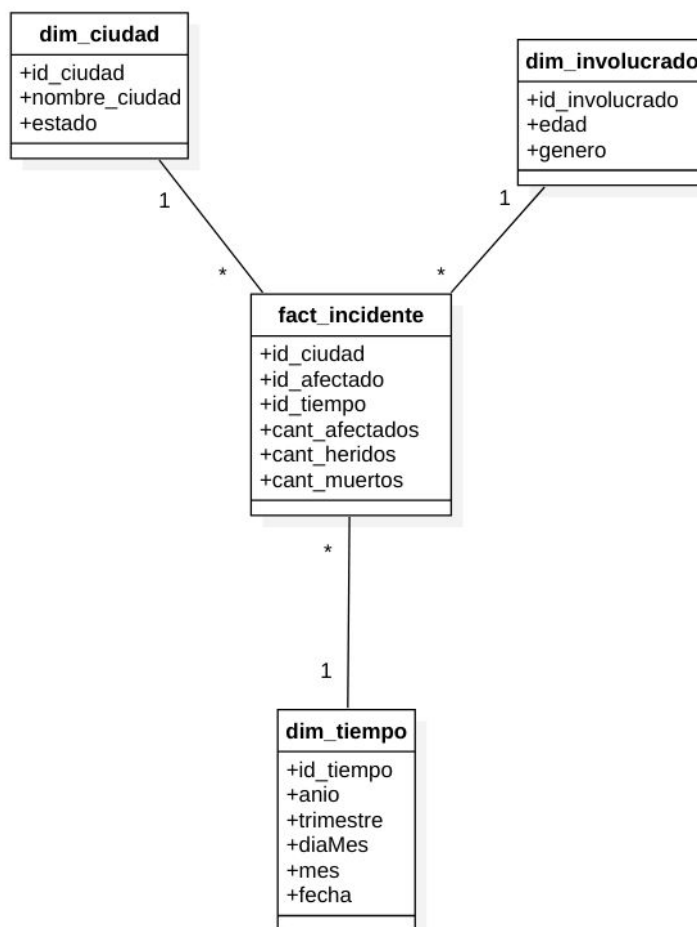 dim_ciudad
+id_ciudad
+nombre_ciudad
+estado
dim_involucrado
+id_involucrado
+edad
+genero
1
*
1
*
fact_incidente
+id_ciudad
+id_afectado
+id_tiempo
+cant_afectados
+cant_heridos
+cant_muertos
*
1
dim_tiempo
+id_tiempo
+anio
+trimestre
+diaMes
+mes
+fecha